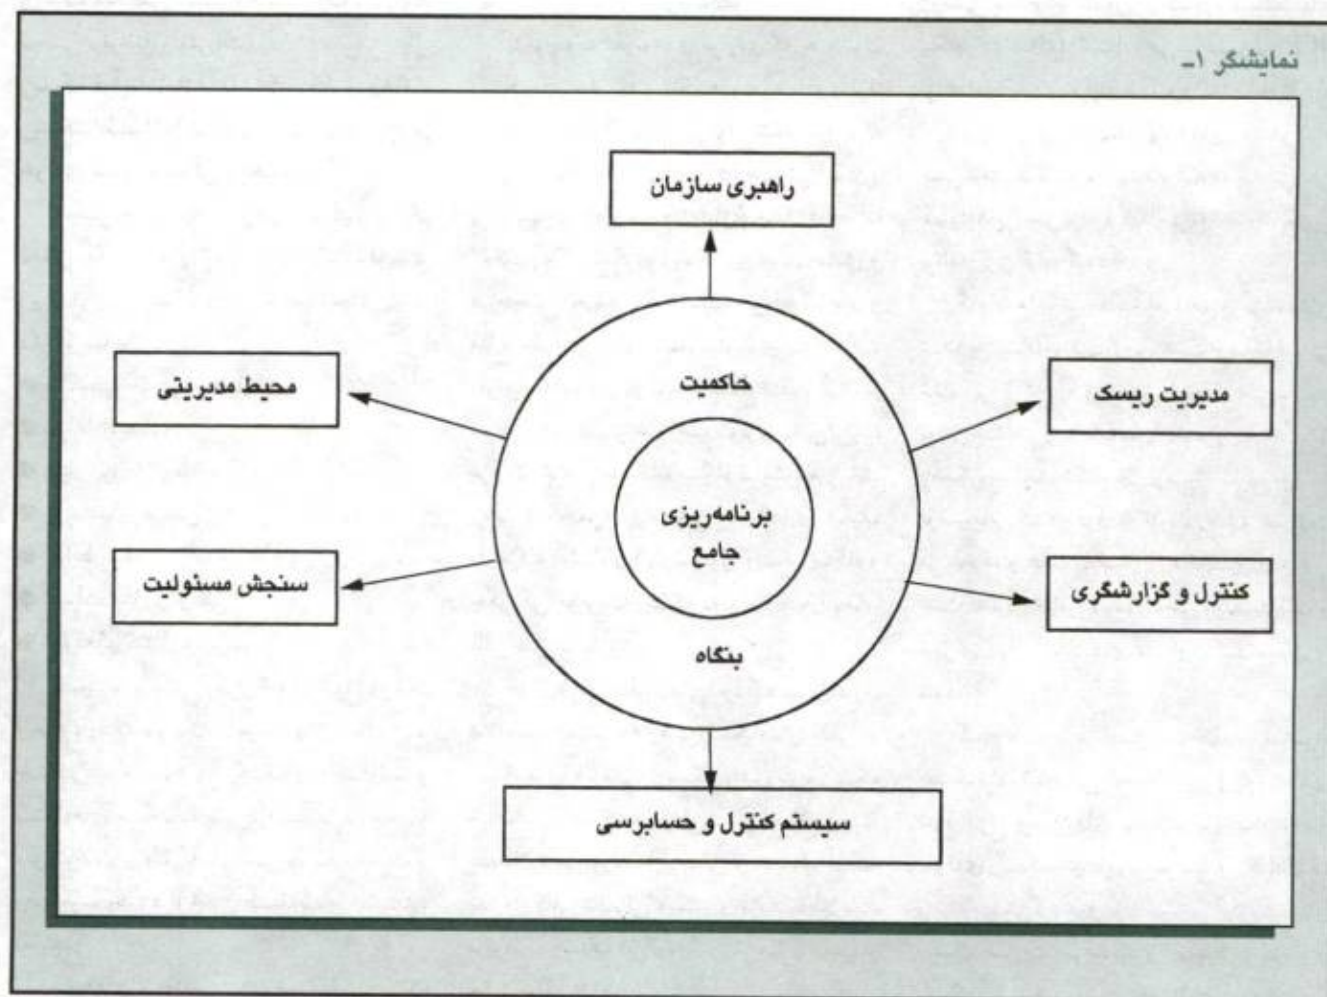 نمایشگر ۱ـ
راهبری سازمان
محیط مدیریتی
حاکمیت
مدیریت ریسک
برنامه‌ریزی
جامع
سنجش مسئولیت
کنترل و گزارشگری
بنگاه
سیستم کنترل و حسابرسی